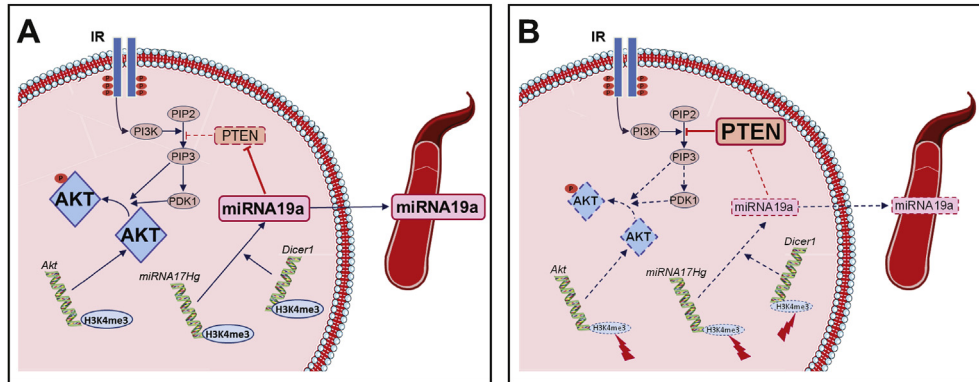 A
IR
P
P
P
P
P
P
PIP2
PI3K
PTEN
PIP3
P
AKT
PDK1
AKT
miRNA19a
miRNA19a
Akt
miRNA17Hg
Dicer1
H3K4me3
H3K4me3
H3K4me3
B
IR
P
P
P
P
P
P
PIP2
PI3K
PTEN
PIP3
P
AKT
PDK1
AKT
miRNA19a
miRNA19a
Akt
miRNA17Hg
Dicer1
H3K4me3
H3K4me3
H3K4me3